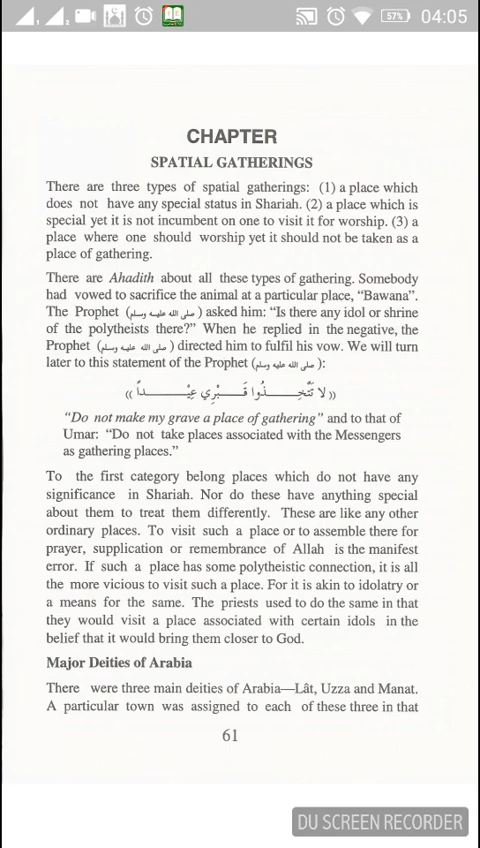 57%
04:05
CHAPTER
SPATIAL GATHERINGS
There are three types of spatial gatherings: (1) a place which
does not have any special status in Shariah. (2) a place which is
special yet it is not incumbent on one to visit it for worship. (3) a
place where one should worship yet it should not be taken as a
place of gathering.
There are Ahadith about all these types of gathering. Somebody
had vowed to sacrifice the animal at a particular place, “Bawana”.
The Prophet (صلى الله عليه وسلم) asked him: “Is there any idol or shrine
of the polytheists there?” When he replied in the negative, the
Prophet (صلى الله عليه وسلم) directed him to fulfil his vow. We will turn
later to this statement of the Prophet (صلى الله عليه وسلم):
«لا تَتَّخِذُوا قَبْرِي عِيْداً»
“Do not make my grave a place of gathering” and to that of
Umar: “Do not take places associated with the Messengers
as gathering places.”
To the first category belong places which do not have any
significance in Shariah. Nor do these have anything special
about them to treat them differently. These are like any other
ordinary places. To visit such a place or to assemble there for
prayer, supplication or remembrance of Allah is the manifest
error. If such a place has some polytheistic connection, it is all
the more vicious to visit such a place. For it is akin to idolatry or
a means for the same. The priests used to do the same in that
they would visit a place associated with certain idols in the
belief that it would bring them closer to God.
Major Deities of Arabia
There were three main deities of Arabia—Lât, Uzza and Manat.
A particular town was assigned to each of these three in that
61
DU SCREEN RECORDER